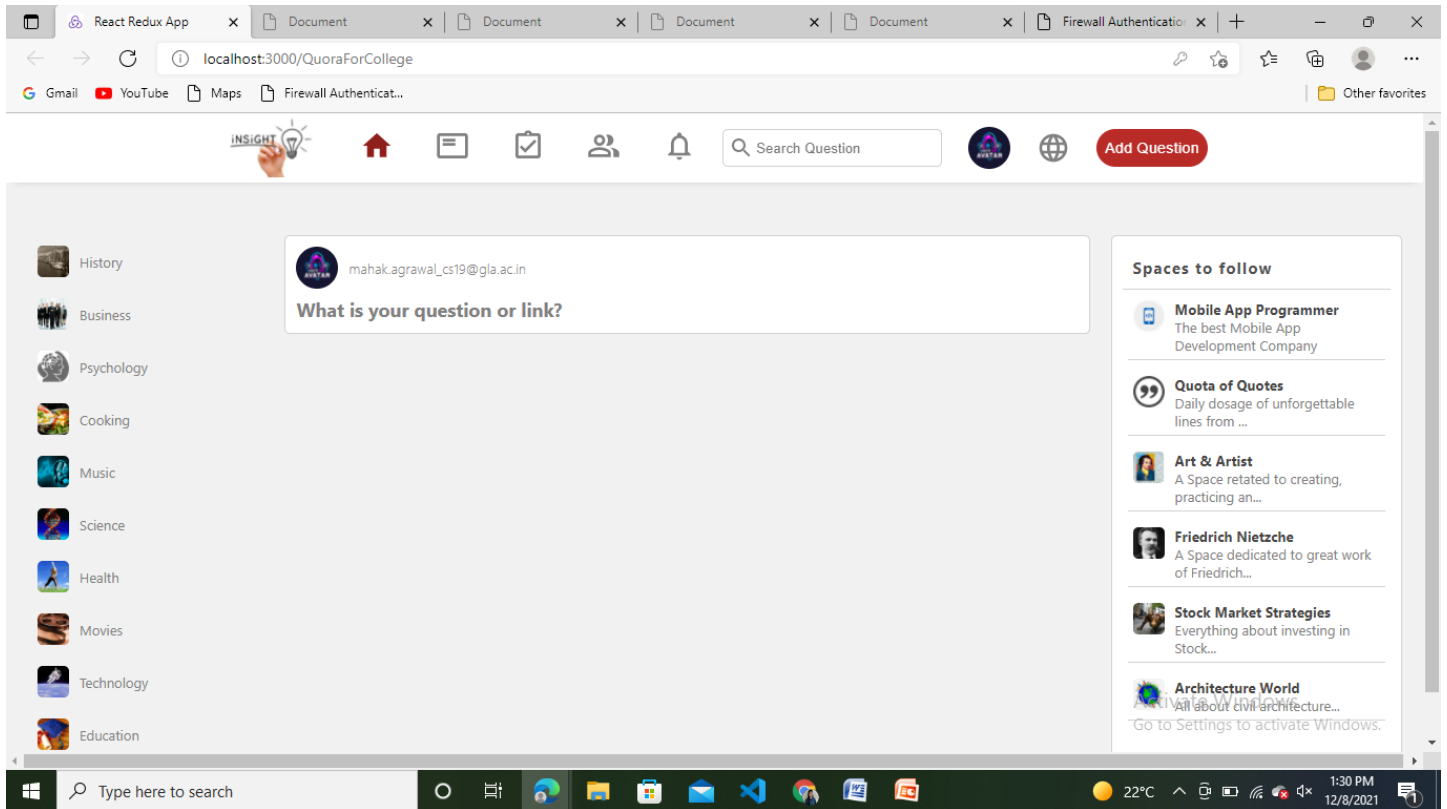 React Redux App
Document
Document
Document
Document
Firewall Authenticatio
localhost:3000/QuoraForCollege
Gmail
YouTube
Maps
Firewall Authenticat...
Other favorites
INSIGHT
Search Question
AVATAR
Add Question
History
Business
Psychology
Cooking
Music
Science
Health
Movies
Technology
Education
AVATAR
mahak.agrawal_cs19@gla.ac.in
What is your question or link?
Spaces to follow
Mobile App Programmer
The best Mobile App
Development Company
Quota of Quotes
Daily dosage of unforgettable
lines from ...
Art & Artist
A Space retated to creating,
practicing an...
Friedrich Nietzche
A Space dedicated to great work
of Friedrich...
Stock Market Strategies
Everything about investing in
Stock...
Architecture World
All about civil architecture...
Activate Windows
Go to Settings to activate Windows.
Type here to search
22°C
1:30 PM
12/8/2021
1